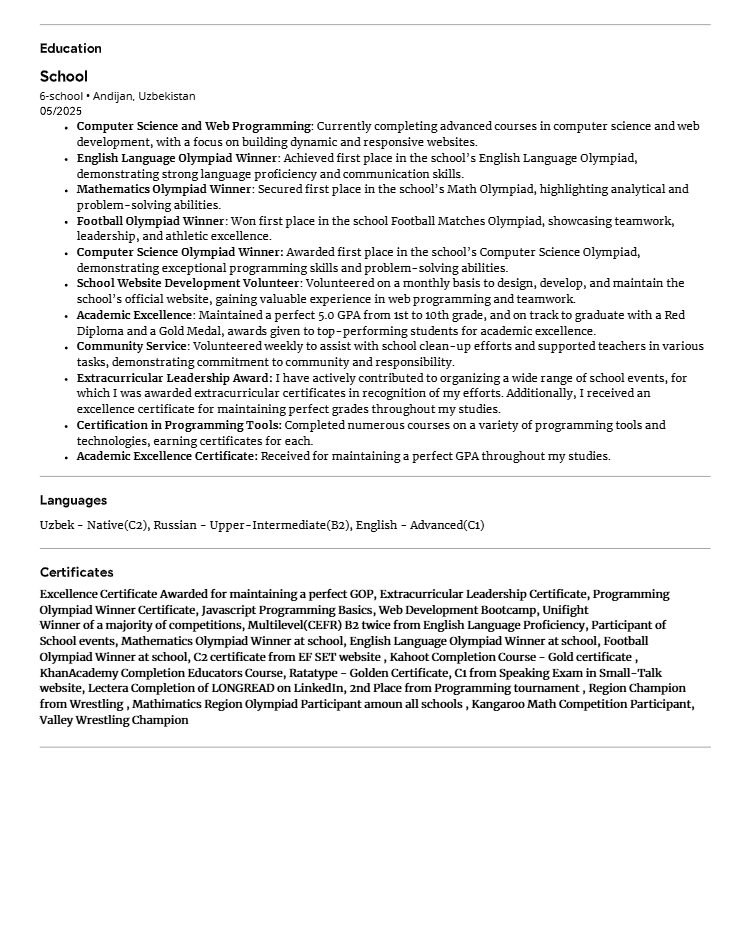 Education
School
6-school • Andijan, Uzbekistan
05/2025
• Computer Science and Web Programming: Currently completing advanced courses in computer science and web
development, with a focus on building dynamic and responsive websites.
• English Language Olympiad Winner: Achieved first place in the school's English Language Olympiad,
demonstrating strong language proficiency and communication skills.
• Mathematics Olympiad Winner: Secured first place in the school's Math Olympiad, highlighting analytical and
problem-solving abilities.
• Football Olympiad Winner: Won first place in the school Football Matches Olympiad, showcasing teamwork,
leadership, and athletic excellence.
• Computer Science Olympiad Winner: Awarded first place in the school's Computer Science Olympiad,
demonstrating exceptional programming skills and problem-solving abilities.
• School Website Development Volunteer: Volunteered on a monthly basis to design, develop, and maintain the
school's official website, gaining valuable experience in web programming and teamwork.
• Academic Excellence: Maintained a perfect 5.0 GPA from 1st to 10th grade, and on track to graduate with a Red
Diploma and a Gold Medal, awards given to top-performing students for academic excellence.
• Community Service: Volunteered weekly to assist with school clean-up efforts and supported teachers in various
tasks, demonstrating commitment to community and responsibility.
• Extracurricular Leadership Award: I have actively contributed to organizing a wide range of school events, for
which I was awarded extracurricular certificates in recognition of my efforts. Additionally, I received an
excellence certificate for maintaining perfect grades throughout my studies.
• Certification in Programming Tools: Completed numerous courses on a variety of programming tools and
technologies, earning certificates for each.
• Academic Excellence Certificate: Received for maintaining a perfect GPA throughout my studies.
Languages
Uzbek - Native(C2), Russian - Upper-Intermediate(B2), English - Advanced(C1)
Certificates
Excellence Certificate Awarded for maintaining a perfect GOP, Extracurricular Leadership Certificate, Programming
Olympiad Winner Certificate, Javascript Programming Basics, Web Development Bootcamp, Unifight
Winner of a majority of competitions, Multilevel(CEFR) B2 twice from English Language Proficiency, Participant of
School events, Mathematics Olympiad Winner at school, English Language Olympiad Winner at school, Football
Olympiad Winner at school, C2 certificate from EF SET website , Kahoot Completion Course - Gold certificate ,
KhanAcademy Completion Educators Course, Ratatype - Golden Certificate, C1 from Speaking Exam in Small-Talk
website, Lectera Completion of LONGREAD on LinkedIn, 2nd Place from Programming tournament , Region Champion
from Wrestling , Mathimatics Region Olympiad Participant amoun all schools , Kangaroo Math Competition Participant,
Valley Wrestling Champion